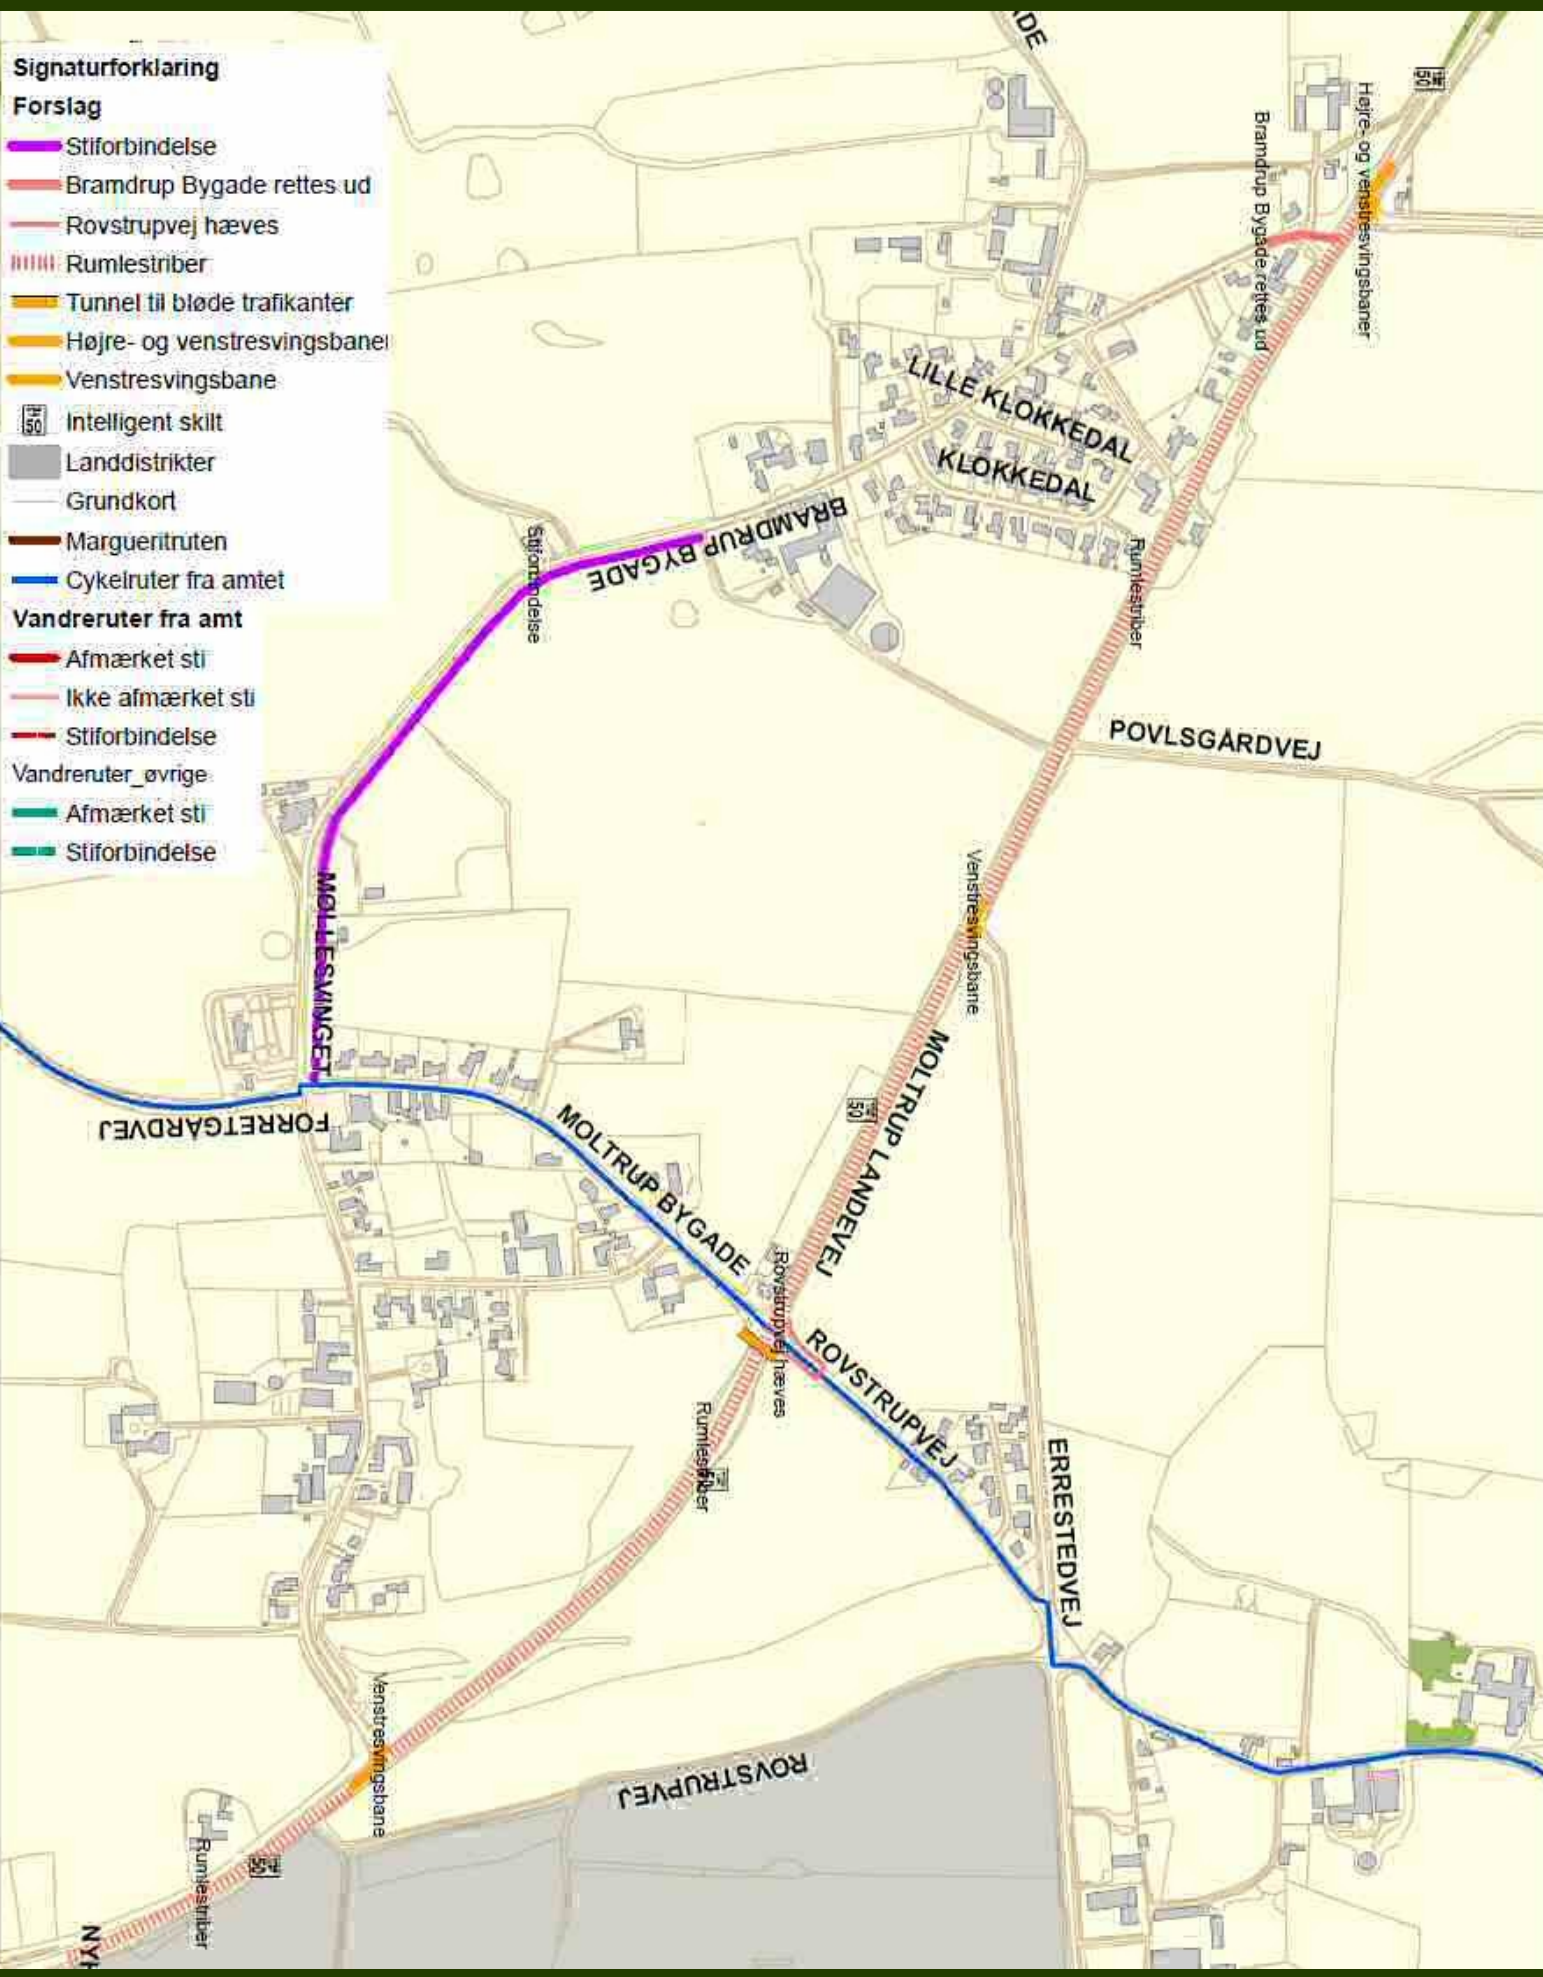 Signaturforklaring
Forslag
Stiforbindelse
Bramdrup Bygade rettes ud
Rovstrupvej hæves
Rumlestriber
Tunnel til bløde trafikanter
Højre- og venstresvingsbaner
Venstresvingsbane
50
Intelligent skilt
Landdistrikter
Grundkort
Margueritruten
Cykelruter fra amtet
Vandreruter fra amt
Afmærket sti
Ikke afmærket sti
Stiforbindelse
Vandreruter_øvrige
Afmærket sti
Stiforbindelse
50
Højre- og venstresvingsbaner
Bramdrup Bygade rettes ud
LILLE KLOKKEDAL
KLOKKEDAL
BRAMDRUP BYGADE
Stiforbindelse
Rumlestriber
POVLSGÅRDVEJ
Venstresvingsbane
MØLLESVINGET
FORRETGÅRDVEJ
MOLTRUP BYGADE
50
MOLTRUP LANDEVEJ
Rovstrupvej hæves
ROVSTRUPVEJ
Rumlestriber
ERRESTEDVEJ
Venstresvingsbane
ROVSTRUPVEJ
Rumlestriber